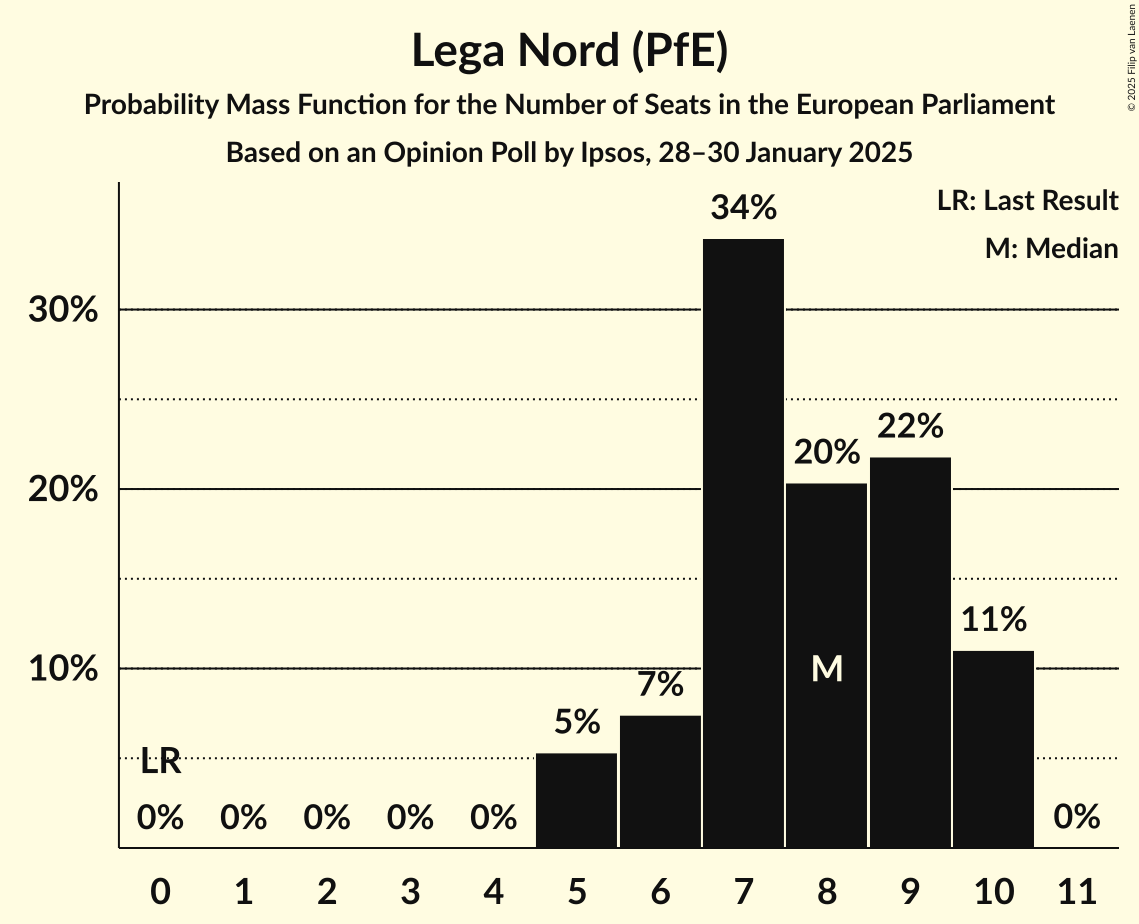 Lega Nord (PfE)
Probability Mass Function for the Number of Seats in the European Parliament
Based on an Opinion Poll by Ipsos, 28–30 January 2025
© 2025 Filip van Laenen
LR: Last Result
M: Median
34%
30%
22%
20%
20%
11%
10%
7%
M
5%
LR
0% 0% 0% 0% 0% 0%
0 1 2 3 4 5 6 7 8 9 10 11